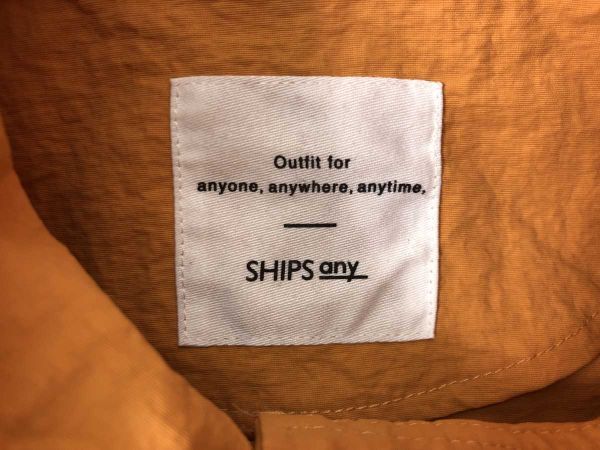 Outfit for
anyone, anywhere, anytime,
SHIPS any